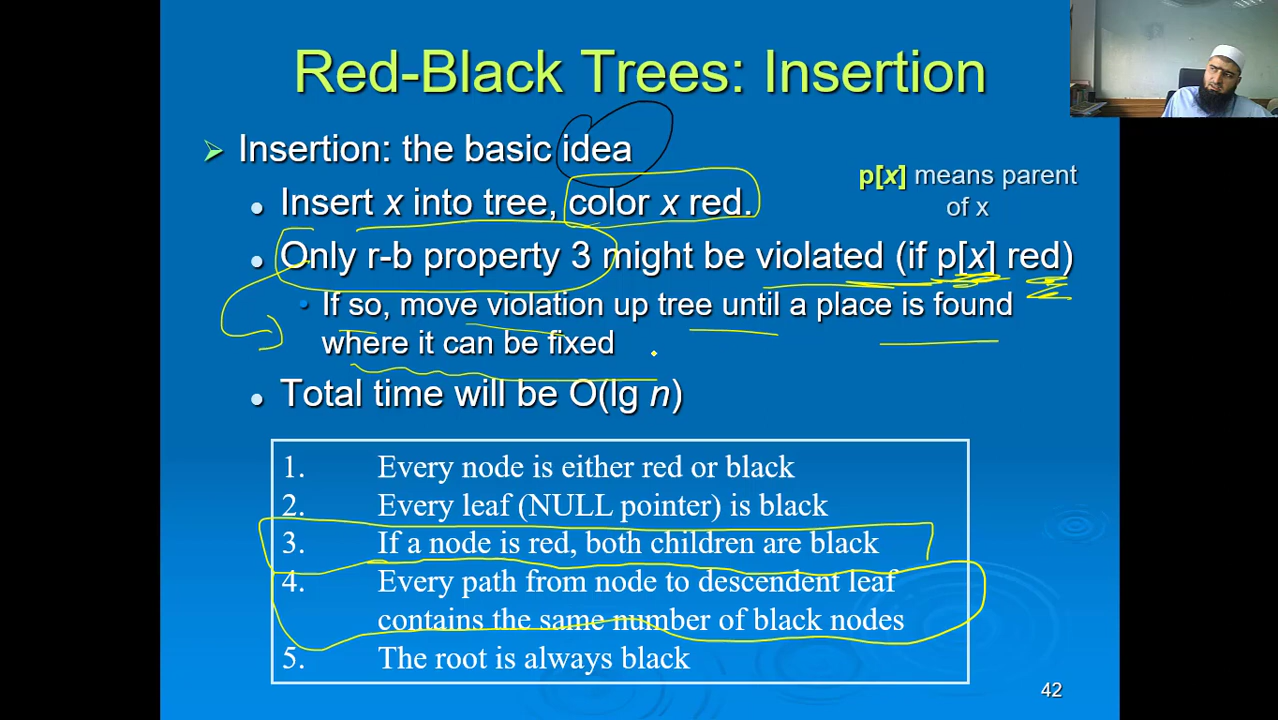 Red-Black Trees: Insertion
Insertion: the basic idea
p[x] means parent
of x
Insert x into tree, color x red.
Only r-b property 3 might be violated (if p[x] red)
If so, move violation up tree until a place is found
where it can be fixed
Total time will be O(lg n)
1. Every node is either red or black
2. Every leaf (NULL pointer) is black
3. If a node is red, both children are black
4. Every path from node to descendent leaf
contains the same number of black nodes
5. The root is always black
42